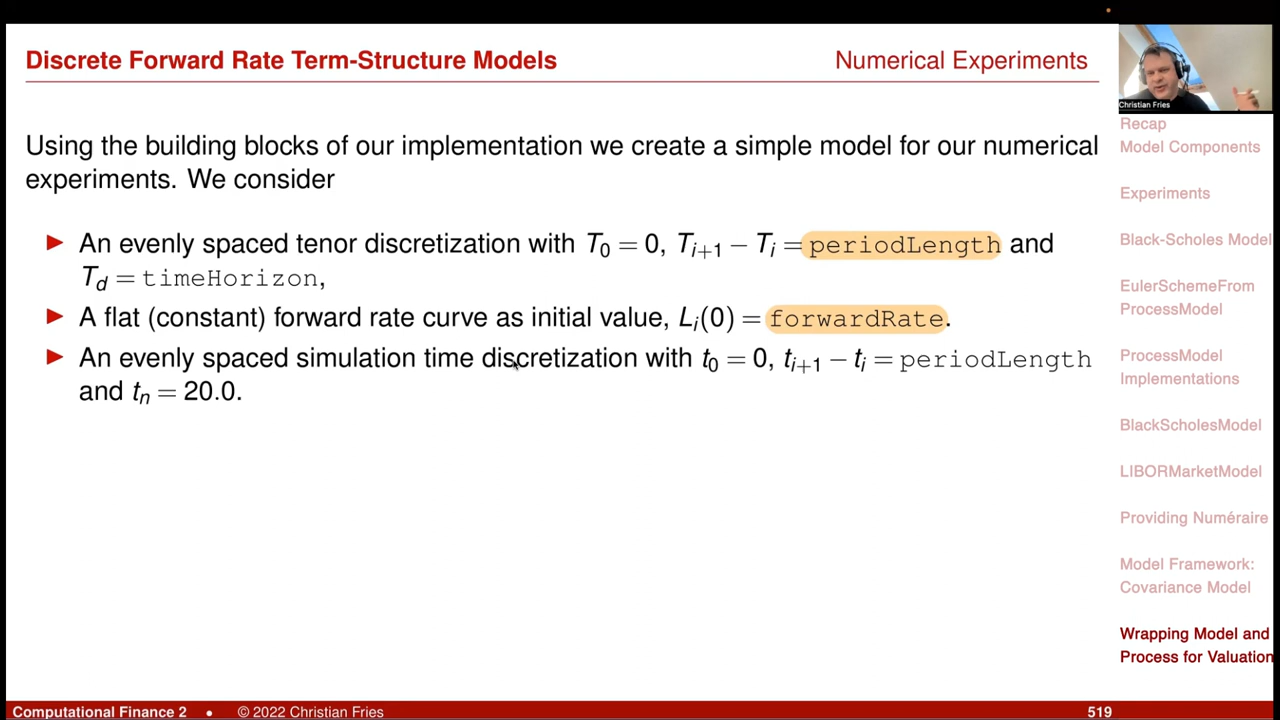 Discrete Forward Rate Term-Structure Models
Numerical Experiments
Using the building blocks of our implementation we create a simple model for our numerical
experiments. We consider
► An evenly spaced tenor discretization with T₀ = 0, Tᵢ₊₁ − Tᵢ = periodLength and
T_d = timeHorizon,
► A flat (constant) forward rate curve as initial value, Lᵢ(0) = forwardRate.
► An evenly spaced simulation time discretization with t₀ = 0, tᵢ₊₁ − tᵢ = periodLength
and tₙ = 20.0.
Christian Fries
Recap
Model Components
Experiments
Black-Scholes Model
EulerSchemeFrom
ProcessModel
ProcessModel
Implementations
BlackScholesModel
LIBORMarketModel
Providing Numéraire
Model Framework:
Covariance Model
Wrapping Model and
Process for Valuation
Computational Finance 2 • © 2022 Christian Fries
519